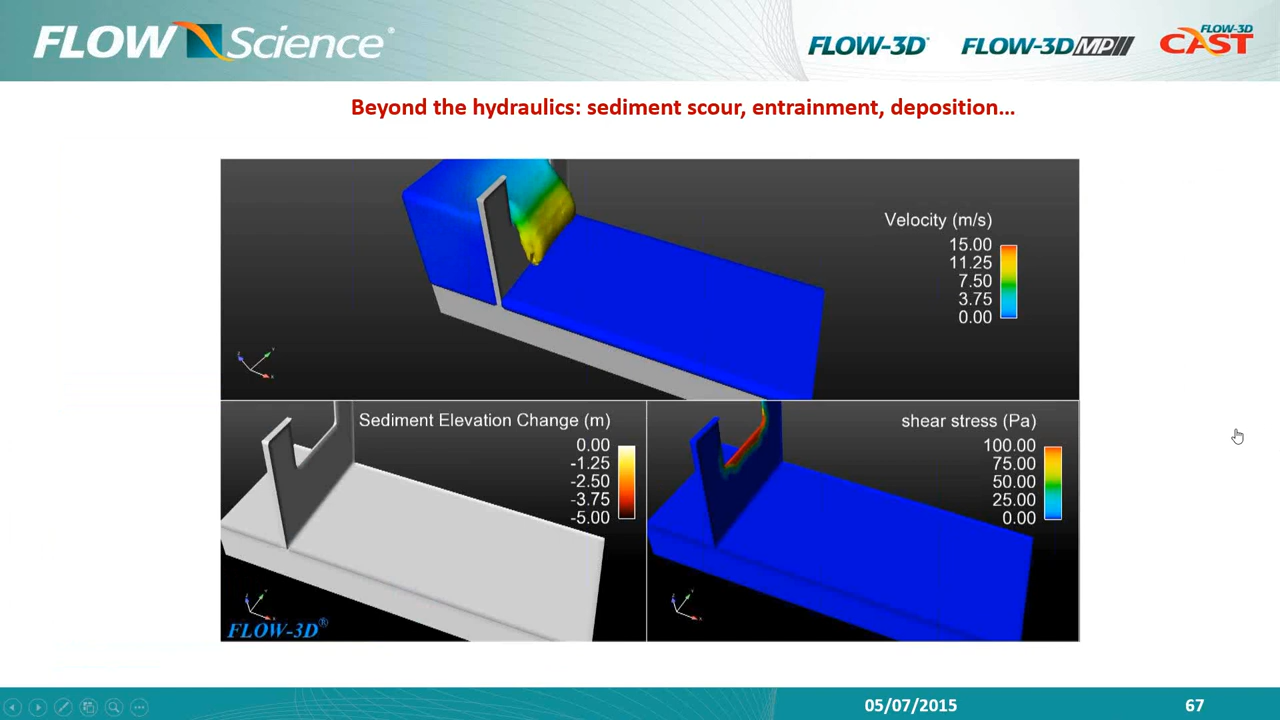 FLOW Science®
FLOW-3D®
FLOW-3D MP
FLOW-3D CAST
Beyond the hydraulics: sediment scour, entrainment, deposition...
Velocity (m/s)
15.00
11.25
7.50
3.75
0.00
Sediment Elevation Change (m)
0.00
-1.25
-2.50
-3.75
-5.00
FLOW-3D®
shear stress (Pa)
100.00
75.00
50.00
25.00
0.00
05/07/2015
67